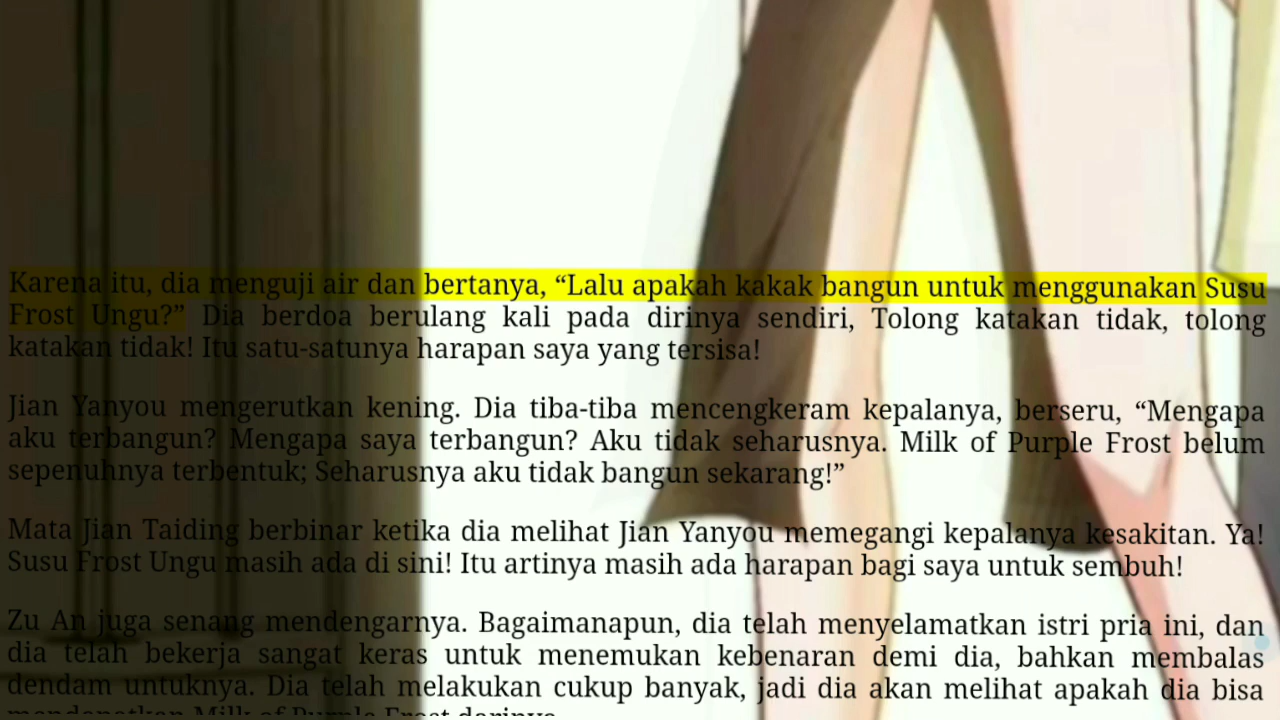 Karena itu, dia menguji air dan bertanya, “Lalu apakah kakak bangun untuk menggunakan Susu
Frost Ungu?” Dia berdoa berulang kali pada dirinya sendiri, Tolong katakan tidak, tolong
katakan tidak! Itu satu-satunya harapan saya yang tersisa!
Jian Yanyou mengerutkan kening. Dia tiba-tiba mencengkeram kepalanya, berseru, “Mengapa
aku terbangun? Mengapa saya terbangun? Aku tidak seharusnya. Milk of Purple Frost belum
sepenuhnya terbentuk; Seharusnya aku tidak bangun sekarang!”
Mata Jian Taiding berbinar ketika dia melihat Jian Yanyou memegangi kepalanya kesakitan. Ya!
Susu Frost Ungu masih ada di sini! Itu artinya masih ada harapan bagi saya untuk sembuh!
Zu An juga senang mendengarnya. Bagaimanapun, dia telah menyelamatkan istri pria ini, dan
dia telah bekerja sangat keras untuk menemukan kebenaran demi dia, bahkan membalas
dendam untuknya. Dia telah melakukan cukup banyak, jadi dia akan melihat apakah dia bisa
mendapatkan Milk of Purple Frost darinya.